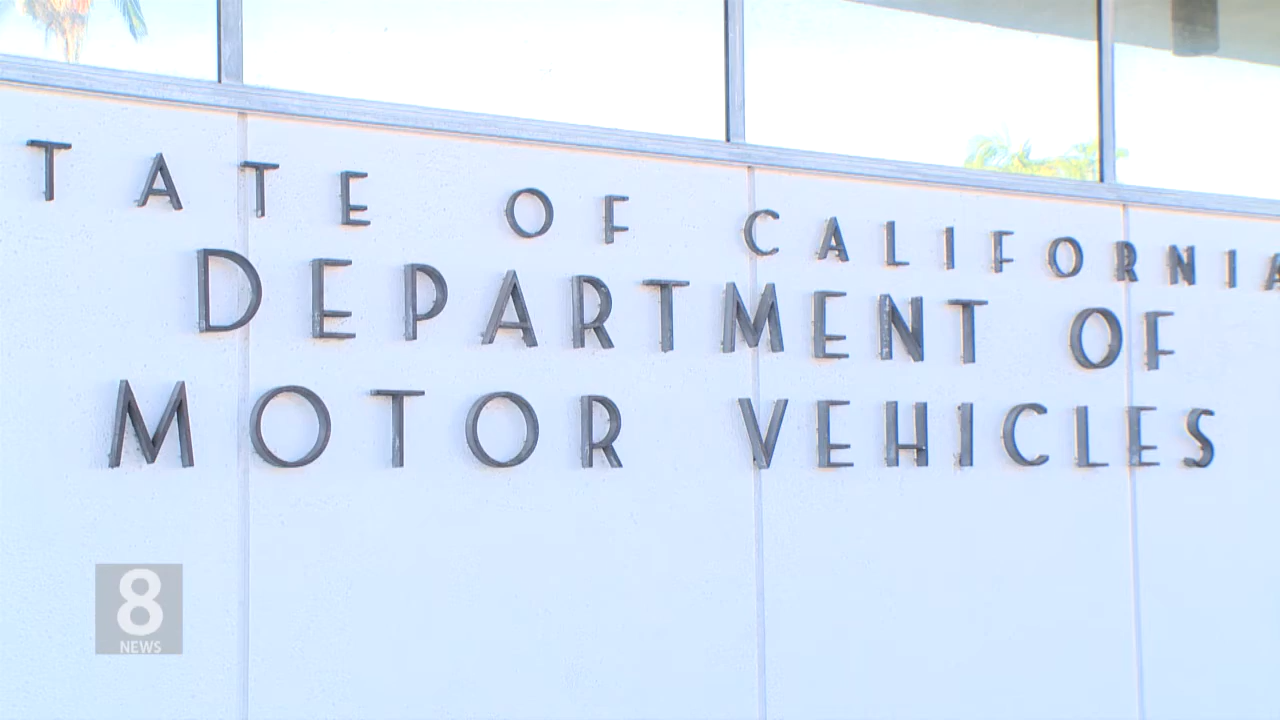 TATE OF CALIFORNIA
DEPARTMENT OF
MOTOR VEHICLES
8
NEWS